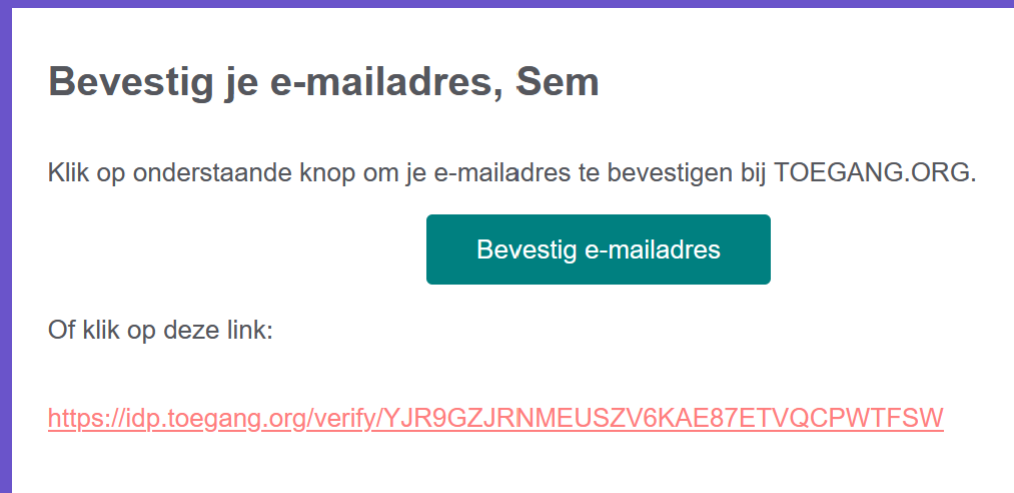 Bevestig je e-mailadres, Sem
Klik op onderstaande knop om je e-mailadres te bevestigen bij TOEGANG.ORG.
Bevestig e-mailadres
Of klik op deze link:
https://idp.toegang.org/verify/YJR9GZJRNMEUSZV6KAE87ETVQCPWTFSW